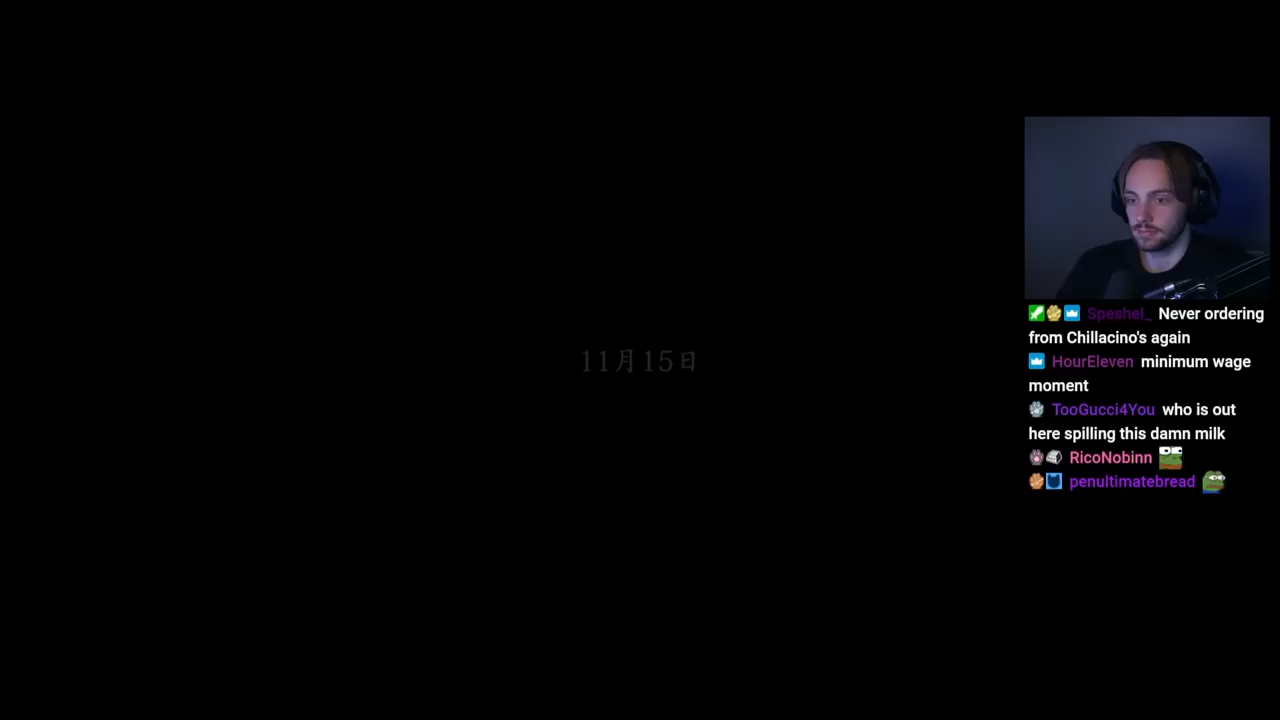 11月15日
Speshel_ Never ordering
from Chillacino's again
HourEleven minimum wage
moment
TooGucci4You who is out
here spilling this damn milk
RicoNobinn
penultimatebread